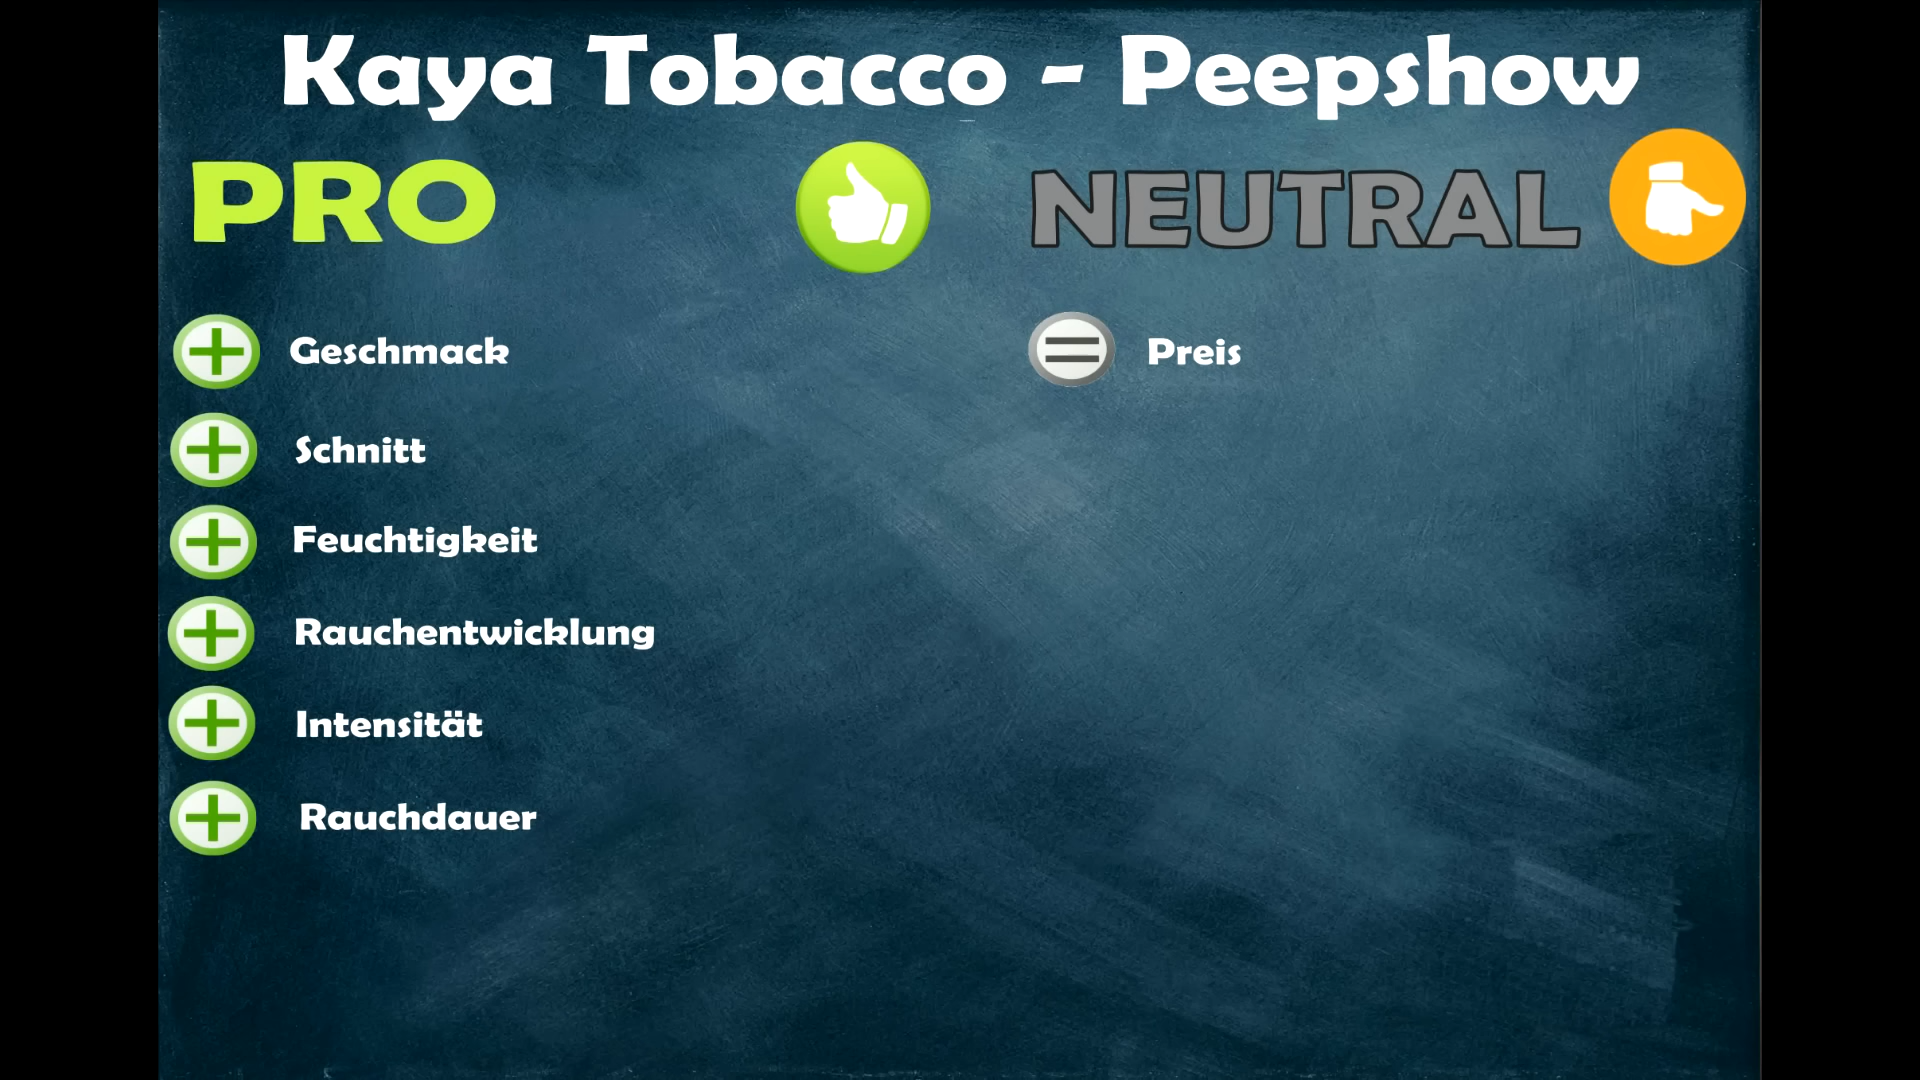 Kaya Tobacco - Peepshow
PRO
NEUTRAL
Geschmack
Schnitt
Feuchtigkeit
Rauchentwicklung
Intensität
Rauchdauer
Preis